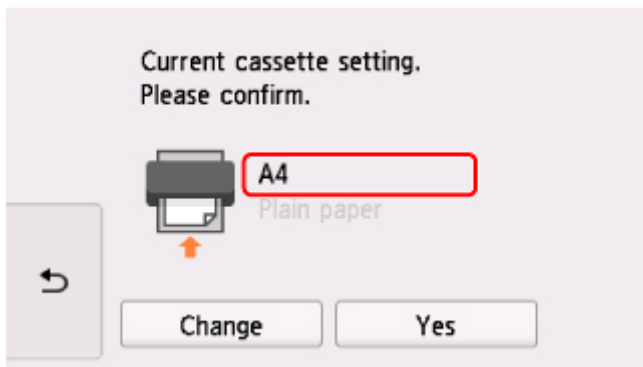 Current cassette setting.
Please confirm.
A4
Plain paper
Change
Yes